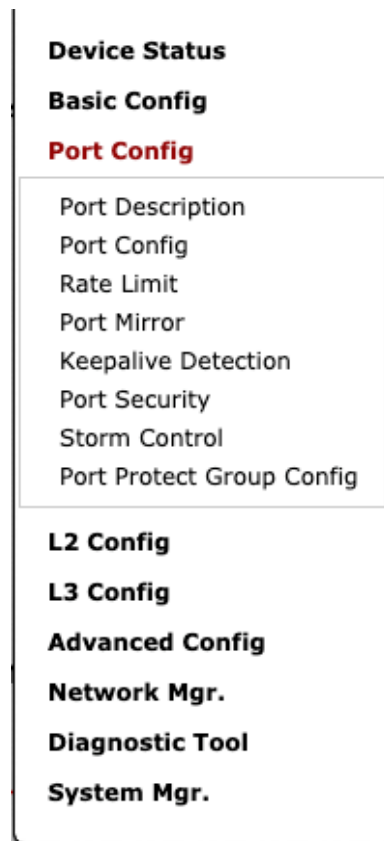 Device Status
Basic Config
Port Config
Port Description
Port Config
Rate Limit
Port Mirror
Keepalive Detection
Port Security
Storm Control
Port Protect Group Config
L2 Config
L3 Config
Advanced Config
Network Mgr.
Diagnostic Tool
System Mgr.